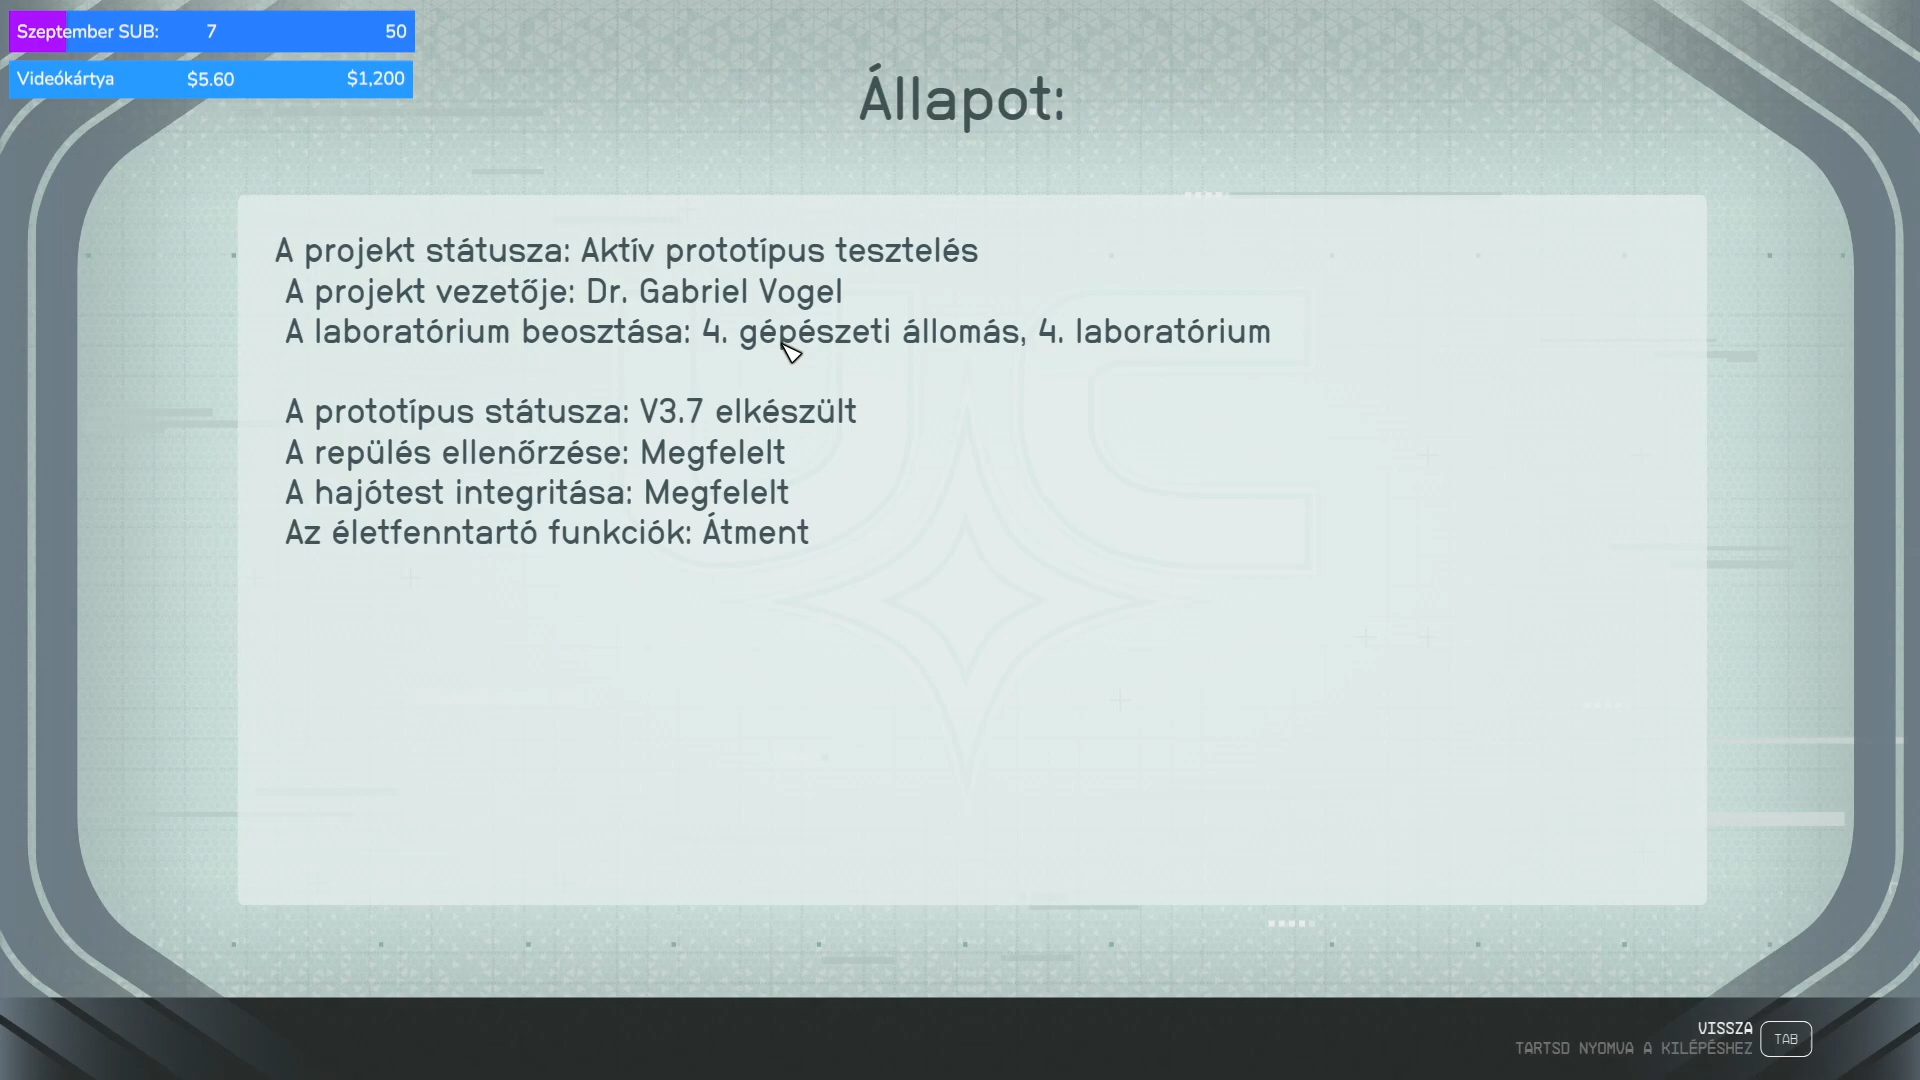 Szeptember SUB: 7 50
Videókártya $5.60 $1,200
Állapot:
A projekt státusza: Aktív prototípus tesztelés
A projekt vezetője: Dr. Gabriel Vogel
A laboratórium beosztása: 4. gépészeti állomás, 4. laboratórium
A prototípus státusza: V3.7 elkészült
A repülés ellenőrzése: Megfelelt
A hajótest integritása: Megfelelt
Az életfenntartó funkciók: Átment
VISSZA
TARTSD NYOMVA A KILÉPÉSHEZ
TAB